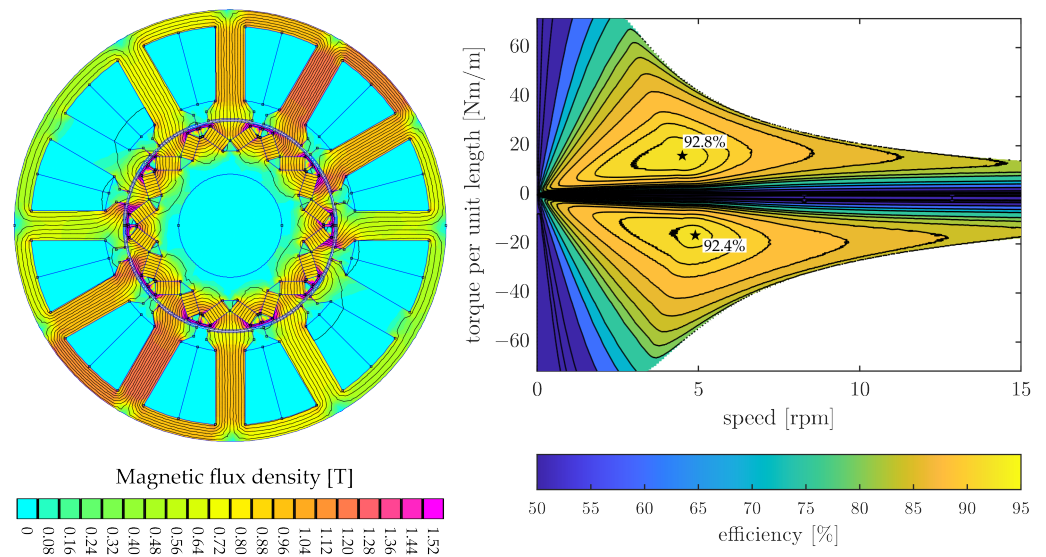 Magnetic flux density [T]
0 0.08 0.16 0.24 0.32 0.40 0.48 0.56 0.64 0.72 0.80 0.88 0.96 1.04 1.12 1.20 1.28 1.36 1.44 1.52
torque per unit length [Nm/m]
60
40
20
0
−20
−40
−60
92.8%
92.4%
0 5 10 15
speed [rpm]
50 55 60 65 70 75 80 85 90 95
efficiency [%]